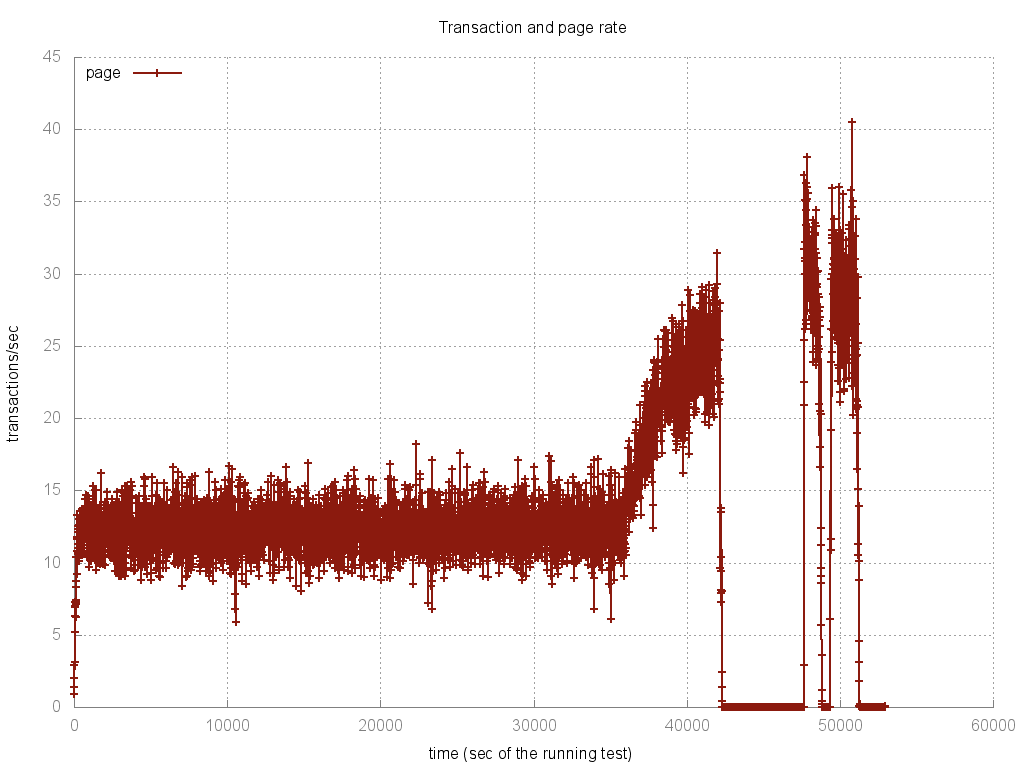 Transaction and page rate
page
45
40
35
30
25
20
15
10
5
0
transactions/sec
0 10000 20000 30000 40000 50000 60000
time (sec of the running test)